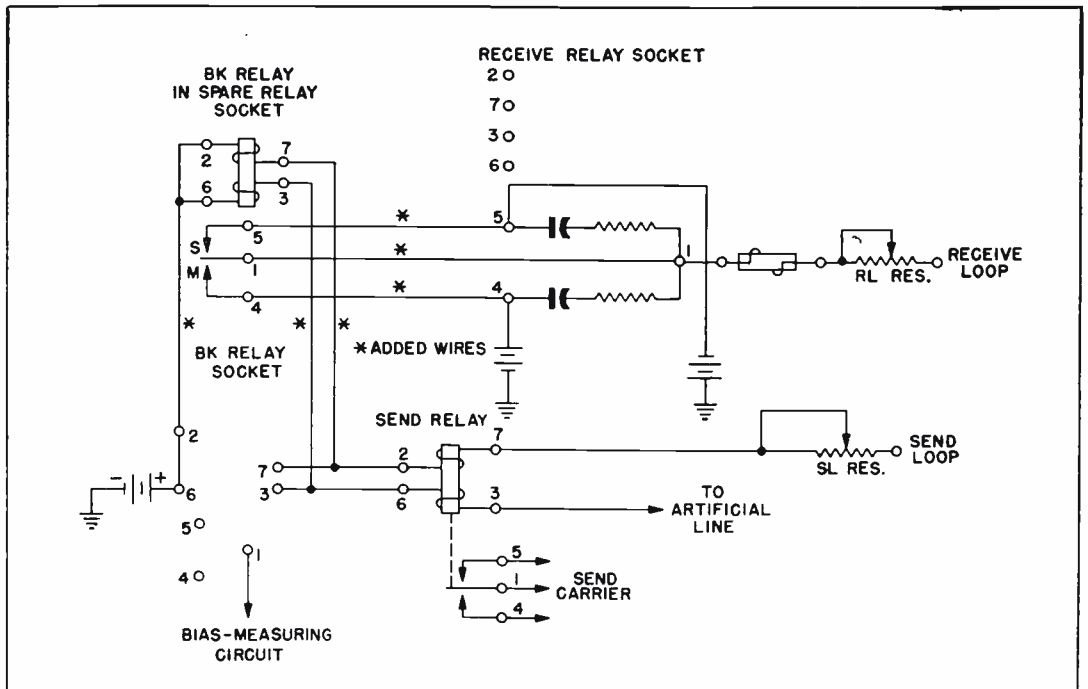 RECEIVE RELAY SOCKET
BK RELAY
IN SPARE RELAY
SOCKET
2
7
3
6
2
6
7
3
5
S
1
M
4
*
*
*
5
4
1
RL RES.
RECEIVE
LOOP
*
*
*
*ADDED WIRES
BK RELAY
SOCKET
SEND RELAY
2
- +
6
5
4
1
7
3
2
6
7
3
SL RES.
SEND
LOOP
TO
ARTIFICIAL
LINE
5
1
4
SEND
CARRIER
BIAS-MEASURING
CIRCUIT